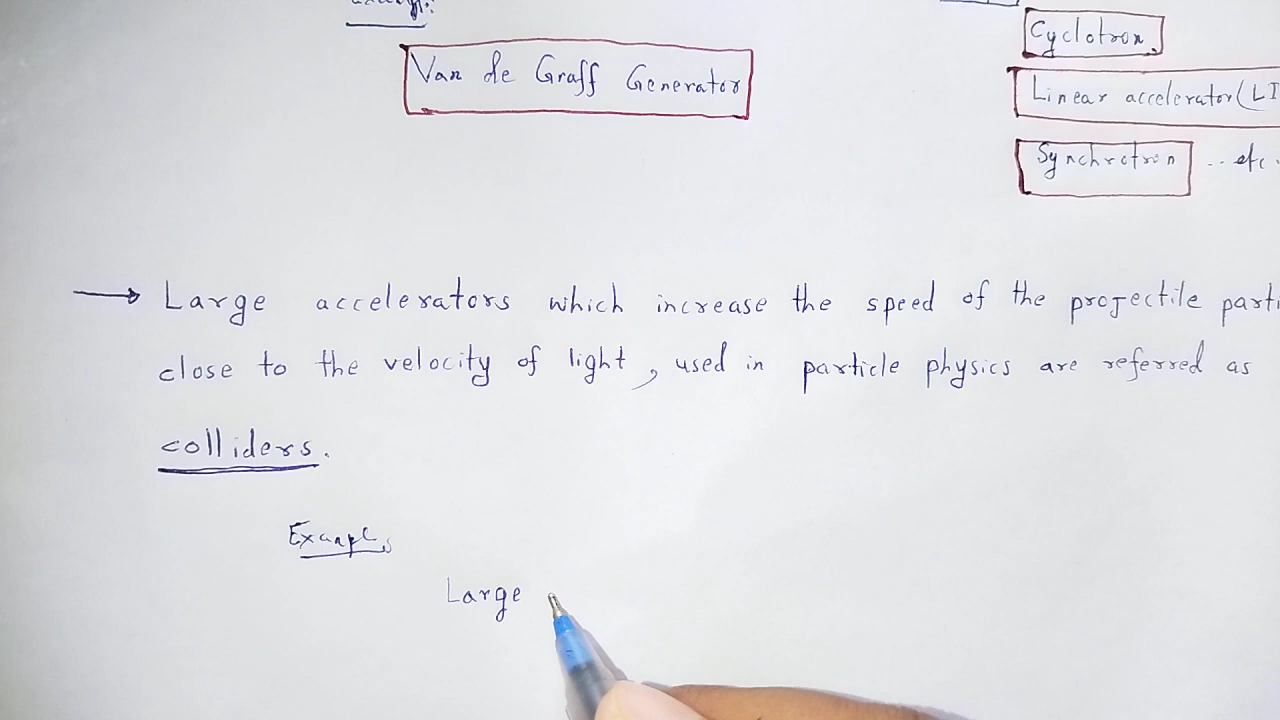 Van de Graff Generator
Cyclotron
Linear accelerator (LI
Synchrotron .. etc.
Large accelerators which increase the speed of the projectile parti
close to the velocity of light, used in particle physics are referred as
colliders.
Large